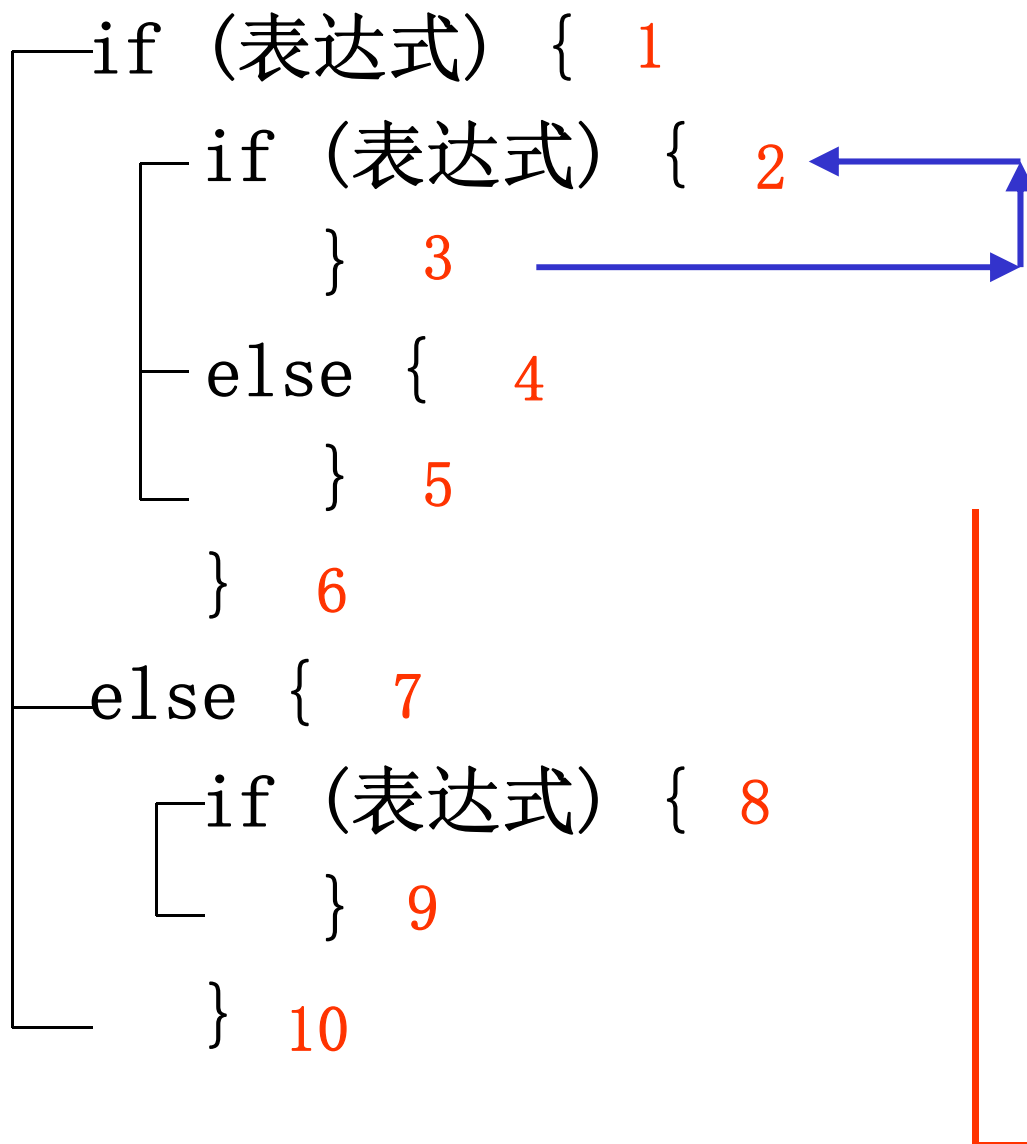 if (表达式) { 1
if (表达式) { 2
} 3
else { 4
} 5
} 6
else { 7
if (表达式) { 8
} 9
} 10